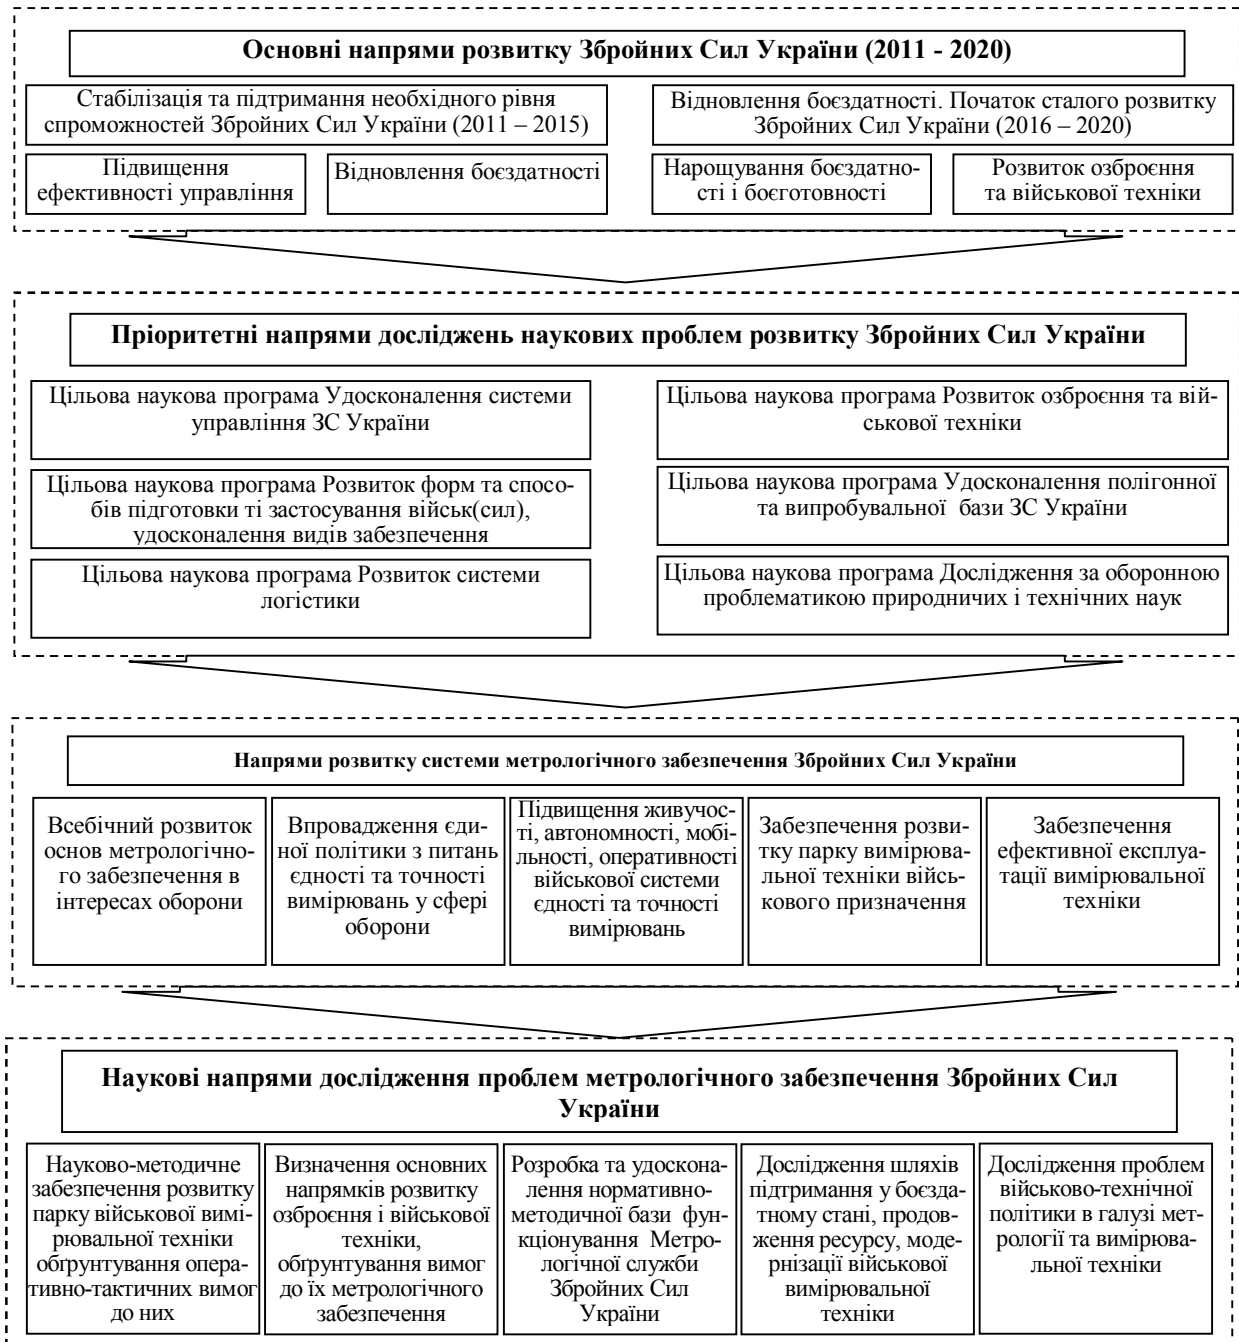 Основні напрями розвитку Збройних Сил України (2011 - 2020)
Стабілізація та підтримання необхідного рівня
спроможностей Збройних Сил України (2011 – 2015)
Відновлення боєздатності. Початок сталого розвитку
Збройних Сил України (2016 – 2020)
Підвищення
ефективності управління
Відновлення боєздатності
Нарощування боєздатно-
сті і боєготовності
Розвиток озброєння
та військової техніки
Пріоритетні напрями досліджень наукових проблем розвитку Збройних Сил України
Цільова наукова програма Удосконалення системи
управління ЗС України
Цільова наукова програма Розвиток озброєння та вій-
ськової техніки
Цільова наукова програма Розвиток форм та спосо-
бів підготовки ті застосування військ(сил),
удосконалення видів забезпечення
Цільова наукова програма Удосконалення полігонної
та випробувальної бази ЗС України
Цільова наукова програма Розвиток системи
логістики
Цільова наукова програма Дослідження за оборонною
проблематикою природничих і технічних наук
Напрями розвитку системи метрологічного забезпечення Збройних Сил України
Всебічний розвиток
основ метрологічно-
го забезпечення в
інтересах оборони
Впровадження єди-
ної політики з питань
єдності та точності
вимірювань у сфері
оборони
Підвищення живучос-
ті, автономності, мобі-
льності, оперативності
військової системи
єдності та точності
вимірювань
Забезпечення розви-
тку парку вимірюва-
льної техніки війсь-
кового призначення
Забезпечення
ефективної експлуа-
тації вимірювальної
техніки
Наукові напрями дослідження проблем метрологічного забезпечення Збройних Сил
України
Науково-методичне
забезпечення розвитку
парку військової вимі-
рювальної техніки
обґрунтування опера-
тивно-тактичних вимог
до них
Визначення основних
напрямків розвитку
озброєння і військової
техніки,
обґрунтування вимог
до їх метрологічного
забезпечення
Розробка та удоскона-
лення нормативно-
методичної бази фун-
кціонування Метро-
логічної служби
Збройних Сил
України
Дослідження шляхів
підтримання у боєзда-
тному стані, продов-
ження ресурсу, моде-
рнізації військової
вимірювальної
техніки
Дослідження проблем
військово-технічної
політики в галузі мет-
рології та вимірюва-
льної техніки